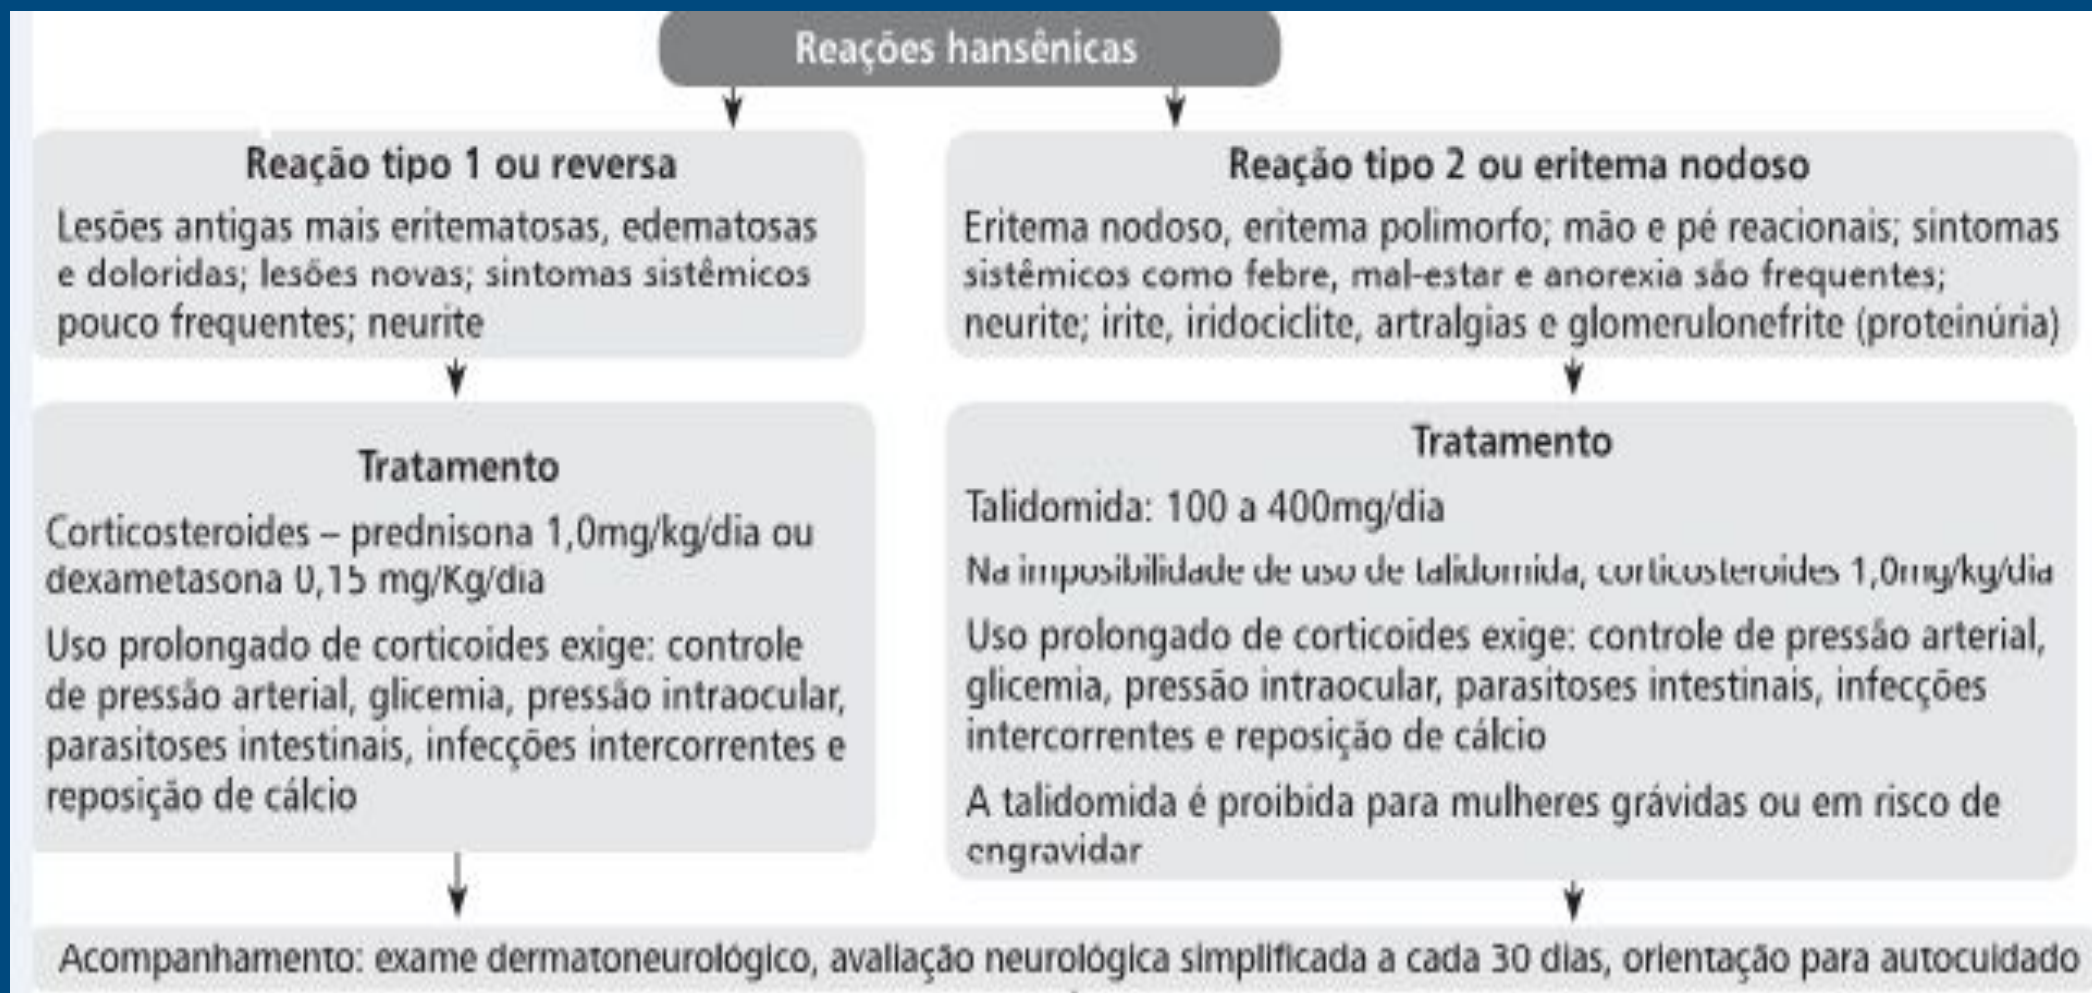 Reações hansênicas
Reação tipo 1 ou reversa
Lesões antigas mais eritematosas, edematosas
e doloridas; lesões novas; sintomas sistêmicos
pouco frequentes; neurite
Reação tipo 2 ou eritema nodoso
Eritema nodoso, eritema polimorfo; mão e pé reacionais; sintomas
sistêmicos como febre, mal-estar e anorexia são frequentes;
neurite; irite, iridociclite, artralgias e glomerulonefrite (proteinúria)
Tratamento
Corticosteroides – prednisona 1,0mg/kg/dia ou
dexametasona 0,15 mg/Kg/dia
Uso prolongado de corticoides exige: controle
de pressão arterial, glicemia, pressão intraocular,
parasitoses intestinais, infecções intercorrentes e
reposição de cálcio
Tratamento
Talidomida: 100 a 400mg/dia
Na imposibilidade de uso de talidomida, corticosteroides 1,0mg/kg/dia
Uso prolongado de corticoides exige: controle de pressão arterial,
glicemia, pressão intraocular, parasitoses intestinais, infecções
intercorrentes e reposição de cálcio
A talidomida é proibida para mulheres grávidas ou em risco de
engravidar
Acompanhamento: exame dermatoneurológico, avaliação neurológica simplificada a cada 30 dias, orientação para autocuidado